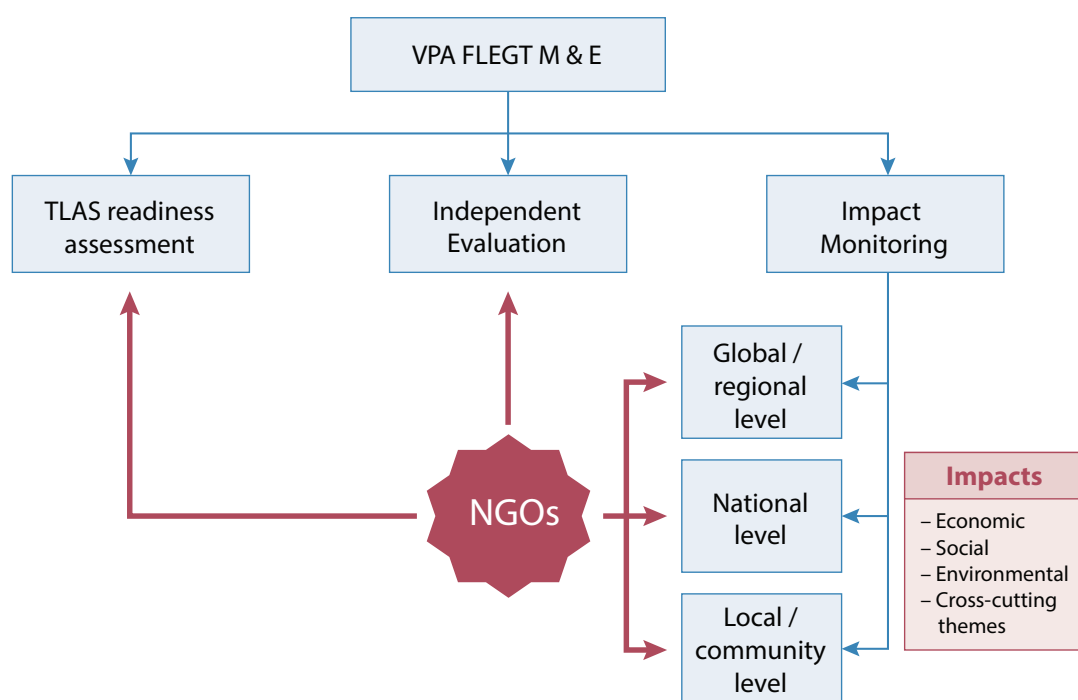 VPA FLEGT M & E
TLAS readiness
assessment
Independent
Evaluation
Impact
Monitoring
Global /
regional
level
NGOs
National
level
Local /
community
level
Impacts
– Economic
– Social
– Environmental
– Cross-cutting
themes